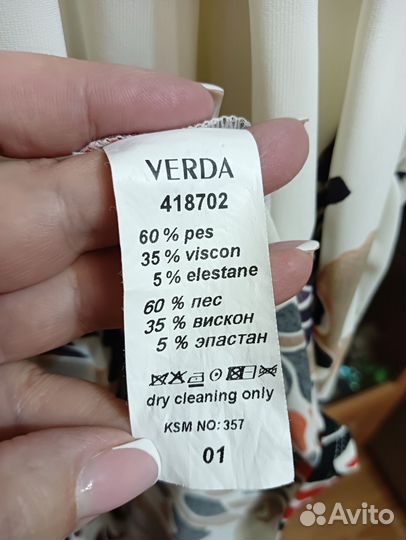 VERDA
418702
60 % pes
35 % viscon
5 % elestane
60 % пес
35 % вискон
5 % эпастан
dry cleaning only
KSM NO: 357
01
Avito